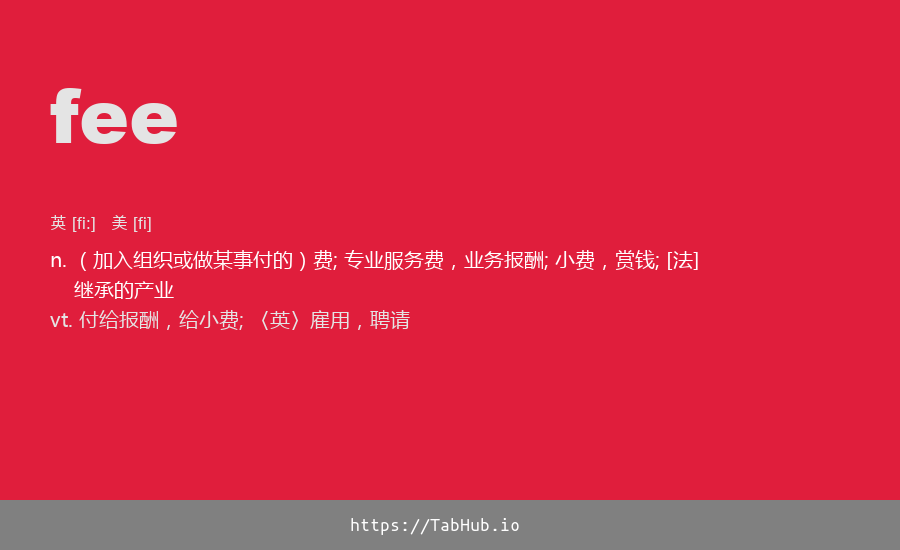 fee
英 [fiː] 美 [fi]
n. （加入组织或做某事付的）费; 专业服务费，业务报酬; 小费，赏钱; [法]
继承的产业
vt. 付给报酬，给小费; 〈英〉雇用，聘请
https://TabHub.io